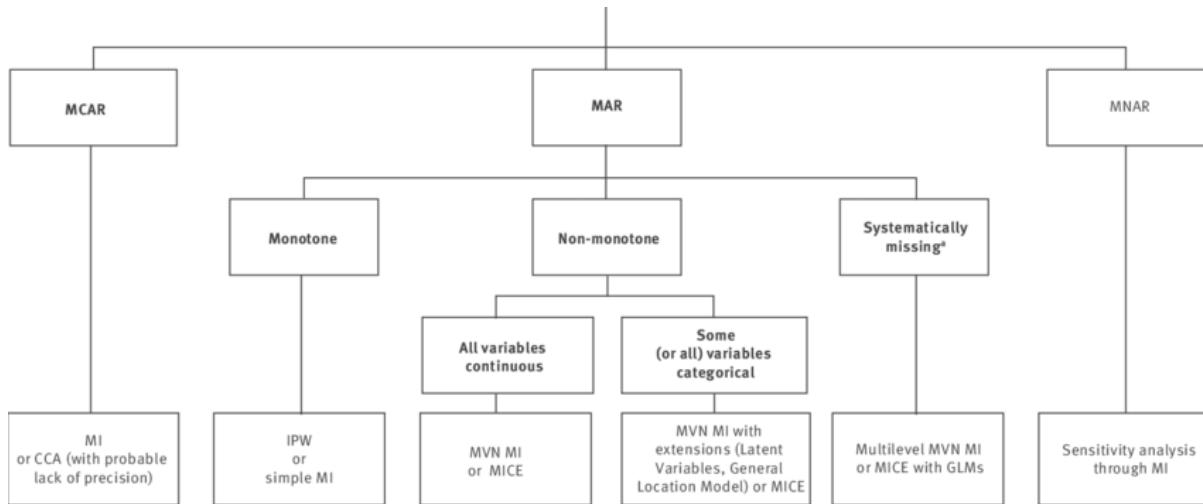 MCAR
MAR
MNAR
Monotone
Non-monotone
Systematically
missingª
All variables
continuous
Some
(or all) variables
categorical
MI
or CCA (with probable
lack of precision)
IPW
or
simple MI
MVN MI
or MICE
MVN MI with
extensions (Latent
Variables, General
Location Model) or MICE
Multilevel MVN MI
or MICE with GLMs
Sensitivity analysis
through MI